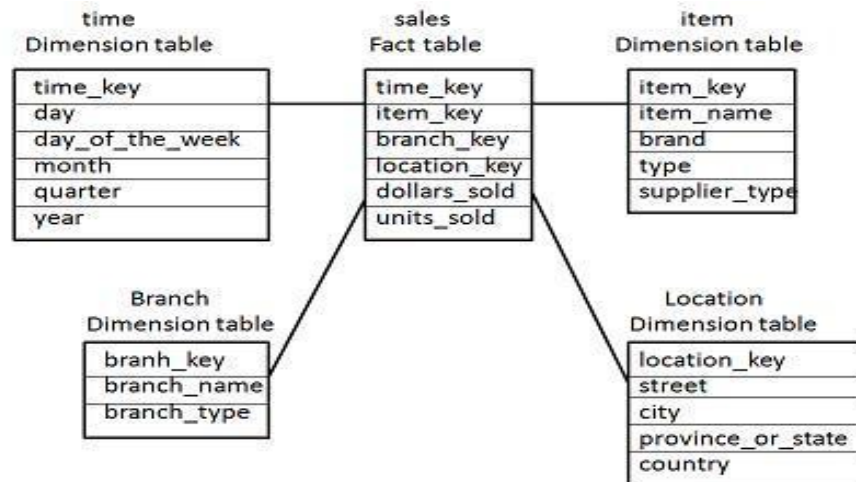 time
Dimension table
time_key
day
day_of_the_week
month
quarter
year
sales
Fact table
time_key
item_key
branch_key
location_key
dollars_sold
units_sold
item
Dimension table
item_key
item_name
brand
type
supplier_type
Branch
Dimension table
branh_key
branch_name
branch_type
Location
Dimension table
location_key
street
city
province_or_state
country